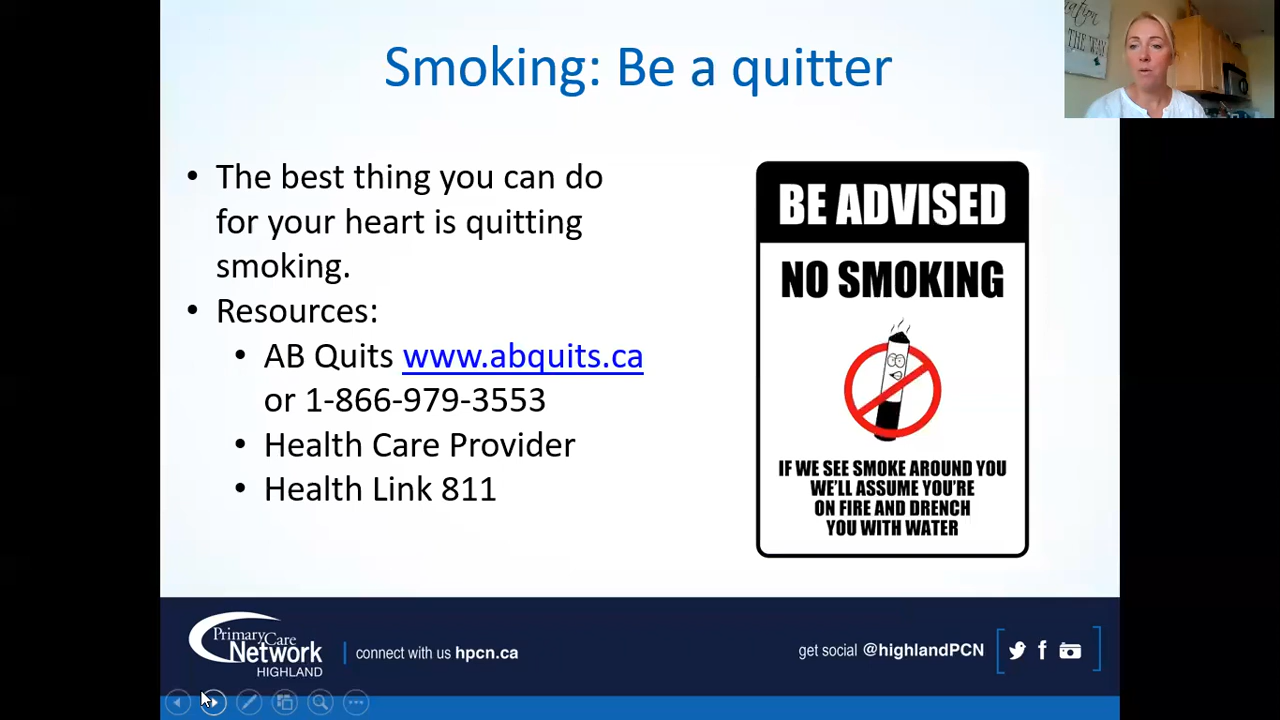 Smoking: Be a quitter
The best thing you can do
for your heart is quitting
smoking.
Resources:
AB Quits www.abquits.ca
or 1-866-979-3553
Health Care Provider
Health Link 811
BE ADVISED
NO SMOKING
IF WE SEE SMOKE AROUND YOU
WE'LL ASSUME YOU'RE
ON FIRE AND DRENCH
YOU WITH WATER
THE WAY
PrimaryCare
Network
HIGHLAND
connect with us hpcn.ca
get social @highlandPCN